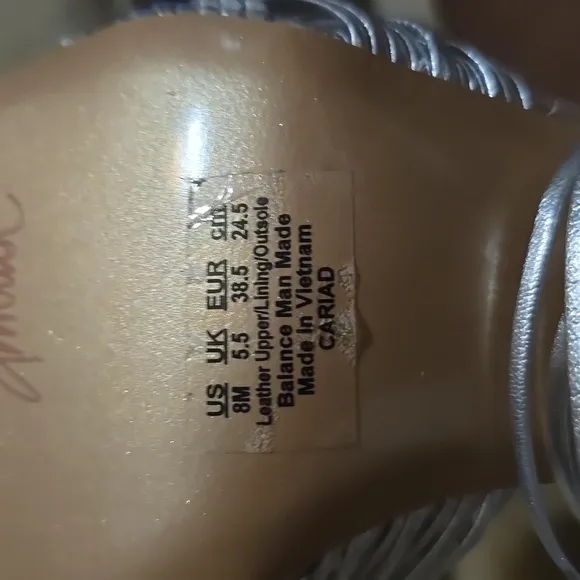 US UK EUR cm
8M 5.5 38.5 24.5
Leather Upper/Lining/Outsole
Balance Man Made
Made in Vietnam
CARIAD